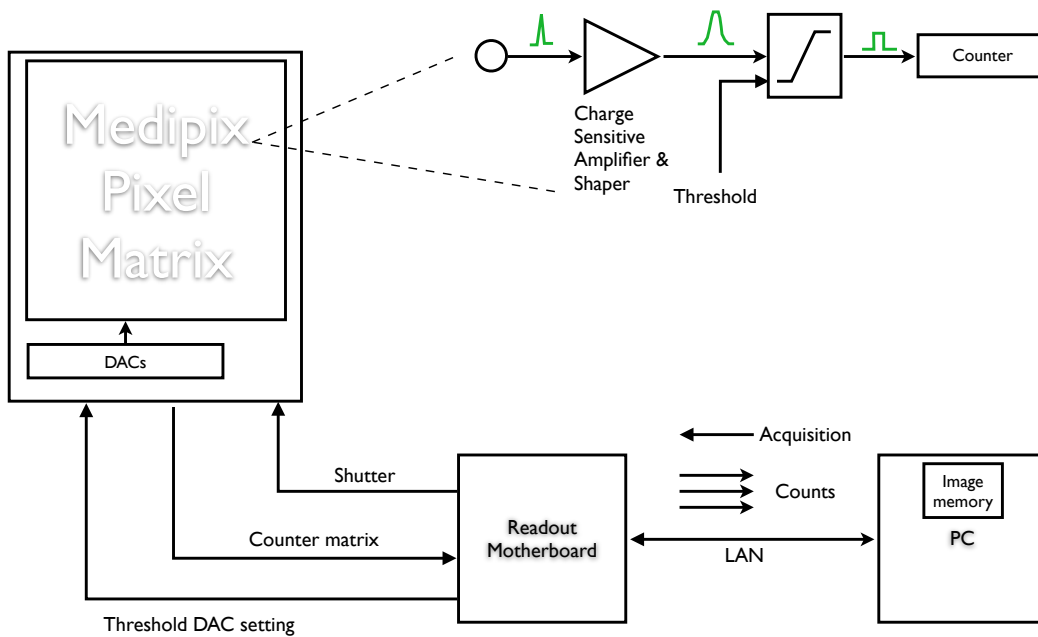 Medipix
Pixel
Matrix
DACs
Charge
Sensitive
Amplifier &
Shaper
Threshold
Counter
Shutter
Counter matrix
Threshold DAC setting
Readout
Motherboard
Acquisition
Counts
LAN
Image
memory
PC